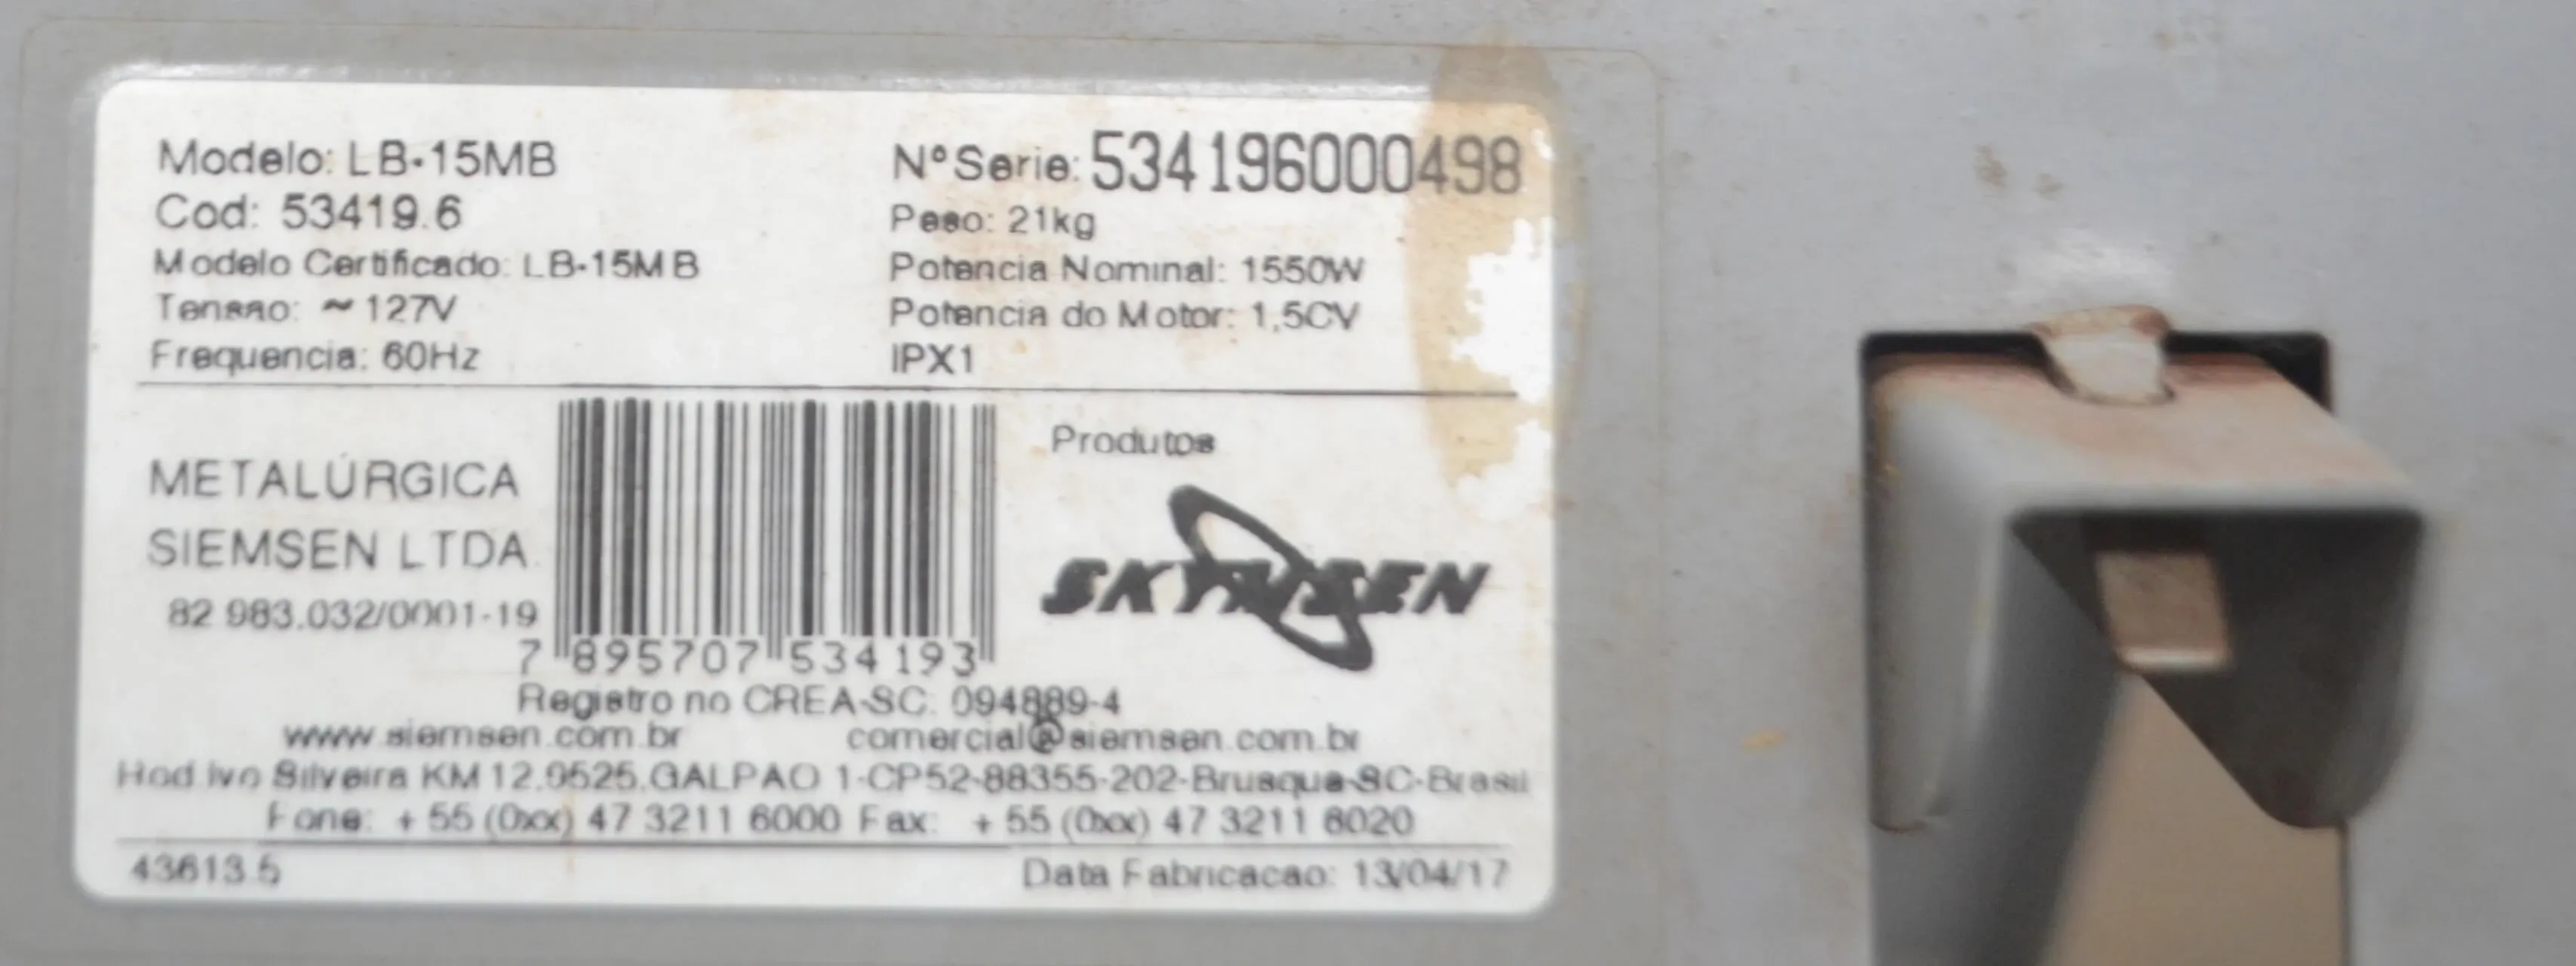 Modelo: LB-15MB
Cod: 53419.6
Modelo Certificado: LB-15MB
Tensao: ~127V
Frequencia: 60Hz
Nº Serie: 534196000498
Peso: 21kg
Potencia Nominal: 1550W
Potencia do Motor: 1,5CV
IPX1
METALÚRGICA
SIEMSEN LTDA.
82.983.032/0001-19
7 895707 534193
Produtos
SKYMSEN
Registro no CREA-SC: 094889-4
www.siemsen.com.br comercial@siemsen.com.br
Rod.Ivo Silveira KM 12.9525.GALPAO 1-CP52-88355-202-Brusque-SC-Brasil
Fone: +55 (0xx) 47 3211 6000 Fax: +55 (0xx) 47 3211 6020
43613.5
Data Fabricacao: 13/04/17